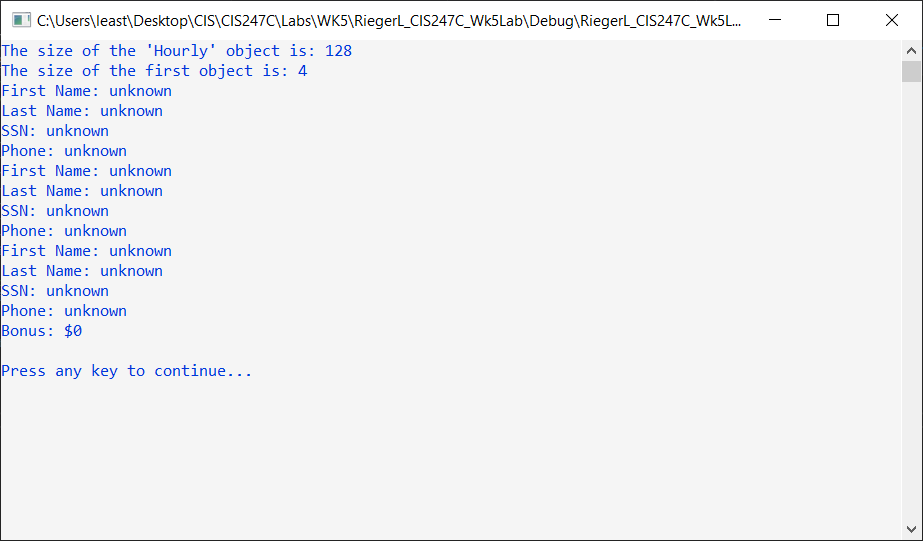 C:\Users\least\Desktop\CIS\CIS247C\Labs\WK5\RiegerL_CIS247C_Wk5Lab\Debug\RiegerL_CIS247C_Wk5L...
The size of the 'Hourly' object is: 128
The size of the first object is: 4
First Name: unknown
Last Name: unknown
SSN: unknown
Phone: unknown
First Name: unknown
Last Name: unknown
SSN: unknown
Phone: unknown
First Name: unknown
Last Name: unknown
SSN: unknown
Phone: unknown
Bonus: $0
Press any key to continue...